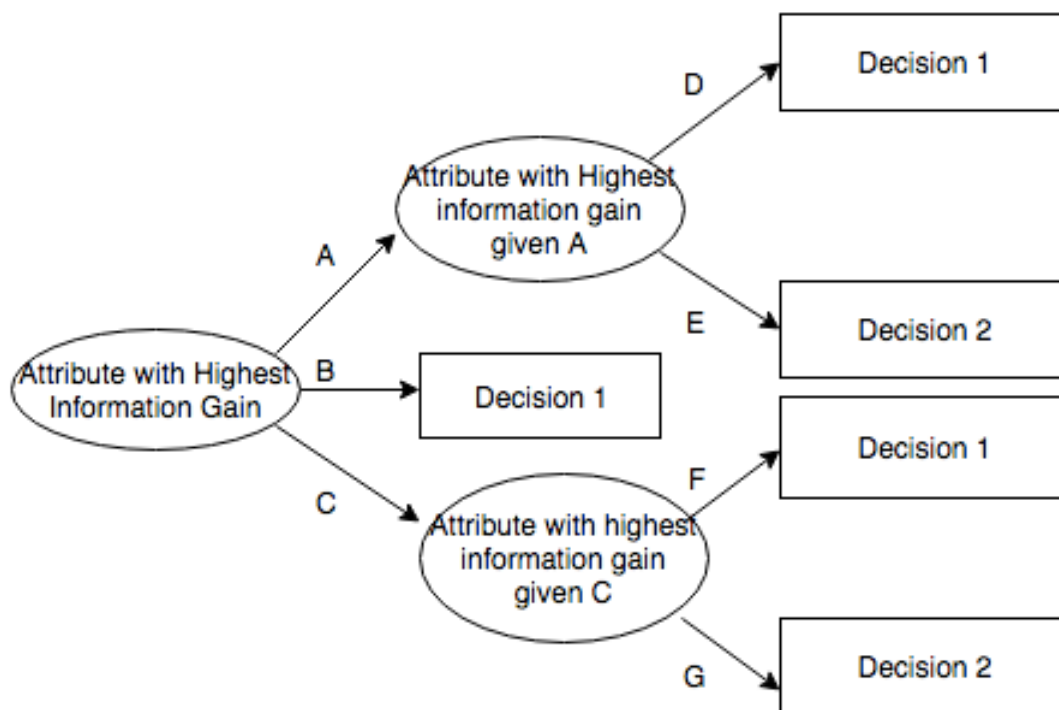 D
Decision 1
Attribute with Highest
information gain
given A
A
E
Decision 2
Attribute with Highest
Information Gain
B
Decision 1
C
F
Decision 1
Attribute with highest
information gain
given C
G
Decision 2